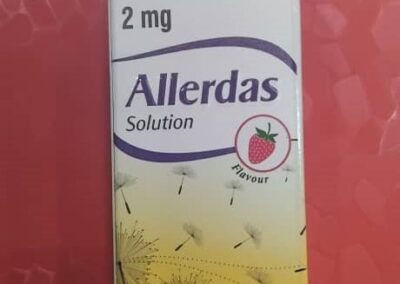 2 mg
Allerdas
Solution
Flavour